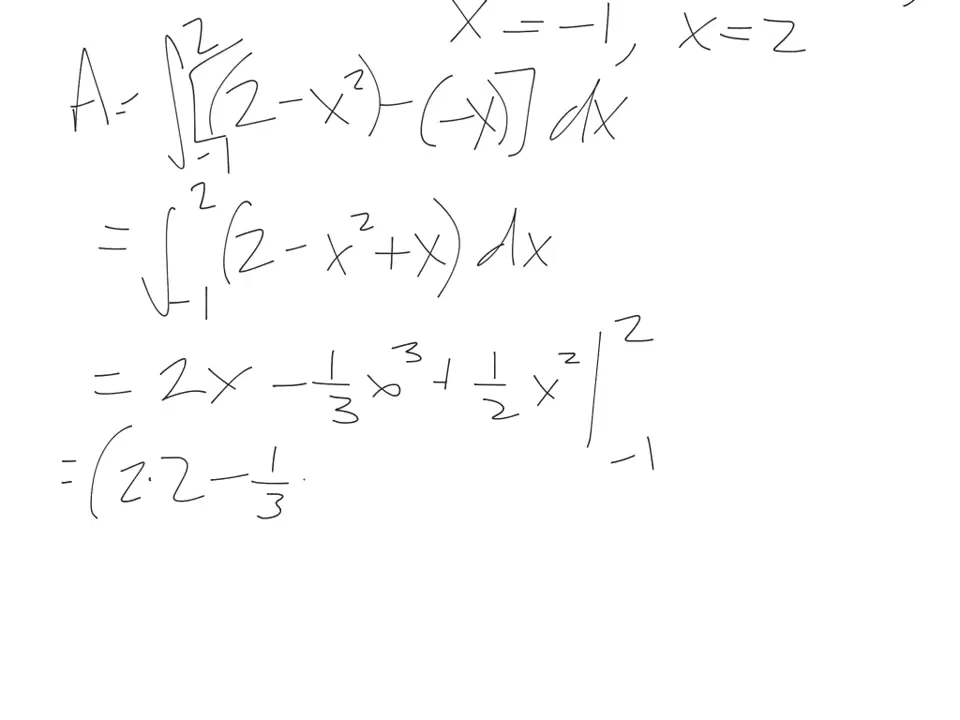 x = -1, x = 2
A = ∫_{-1}^{2} [(2 - x²) - (-x)] dx
= ∫_{-1}^{2} (2 - x² + x) dx
= 2x - 1/3 x³ + 1/2 x² |_{-1}^{2}
= (2·2 - 1/3 ·